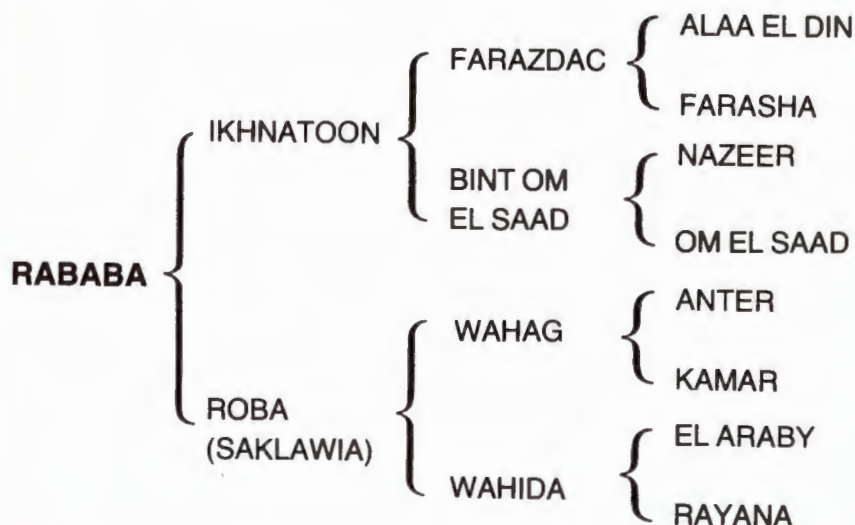 ALAA EL DIN
FARAZDAC
FARASHA
IKHNATOON
NAZEER
BINT OM
EL SAAD
OM EL SAAD
RABABA
ANTER
WAHAG
KAMAR
ROBA
(SAKLAWIA)
EL ARABY
WAHIDA
RAYANA